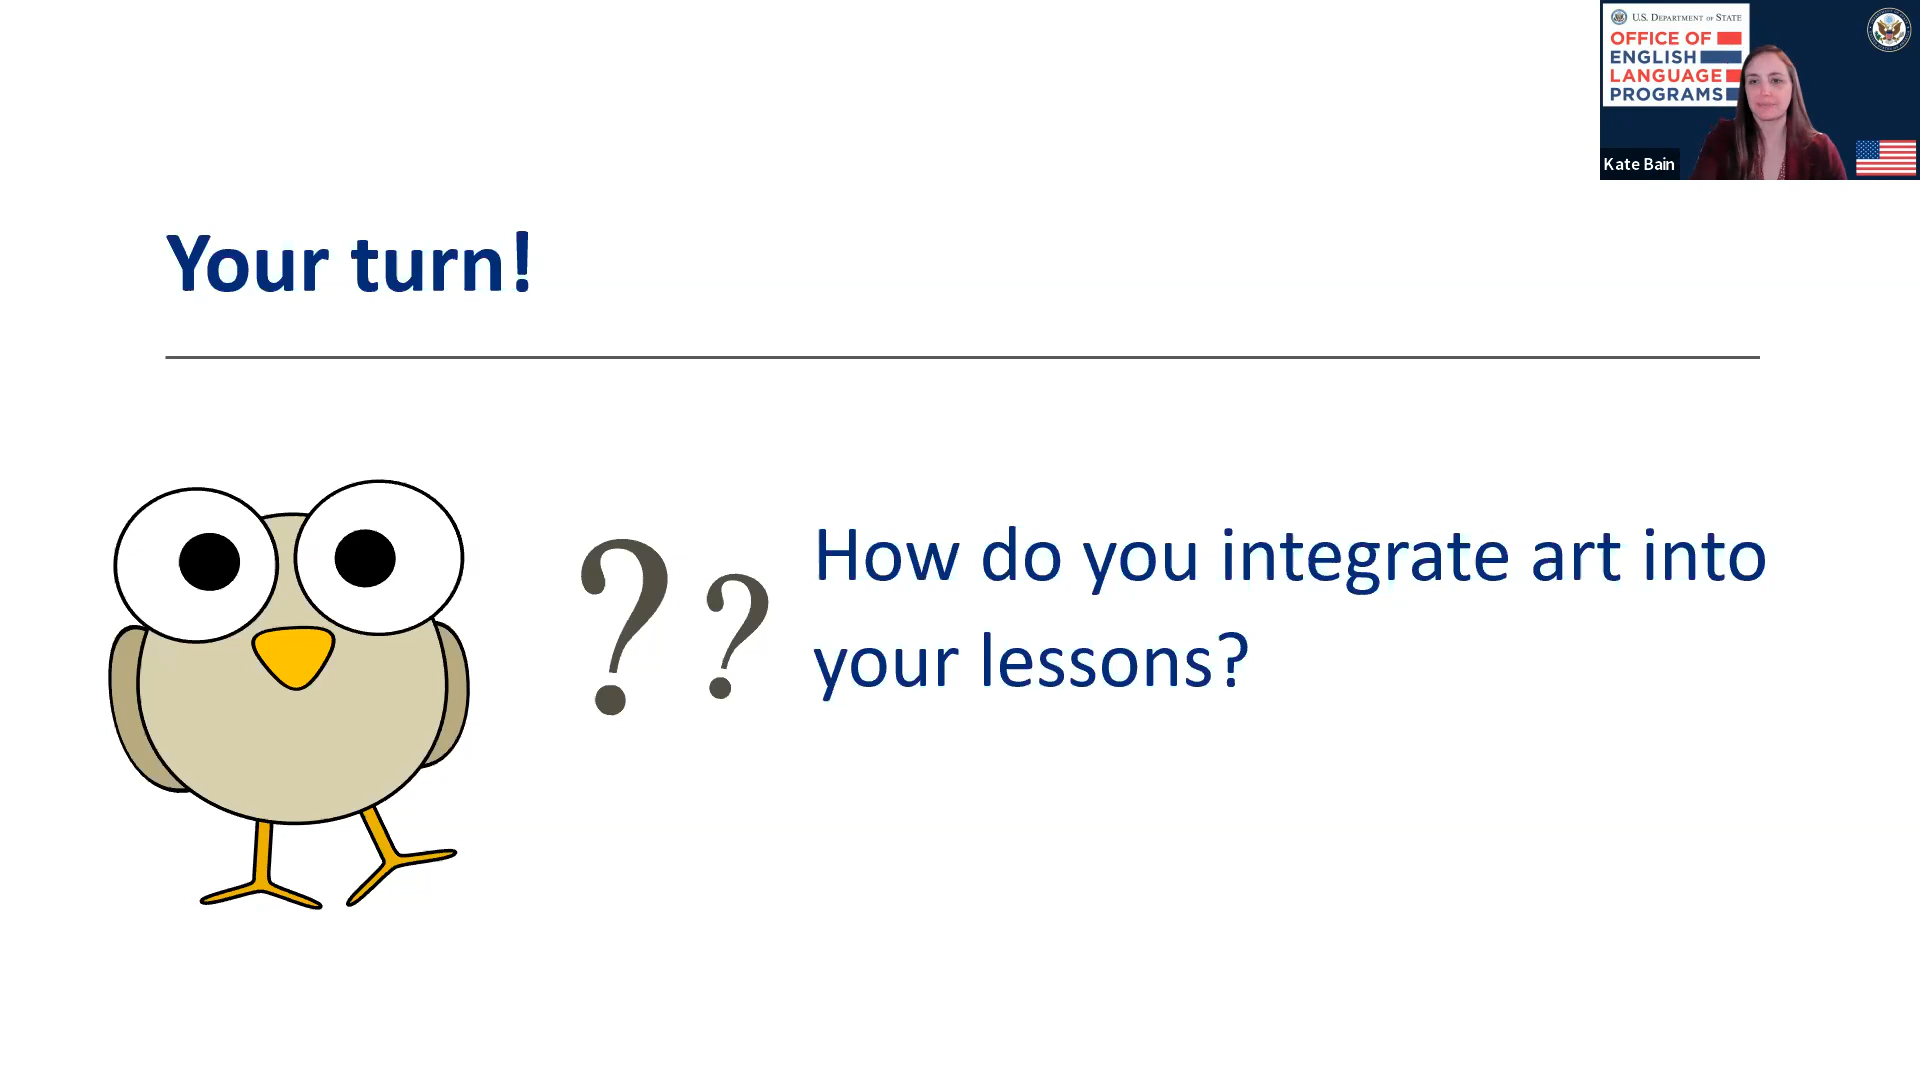 U.S. DEPARTMENT OF STATE
OFFICE OF
ENGLISH
LANGUAGE
PROGRAMS
Kate Bain
Your turn!
??
How do you integrate art into
your lessons?